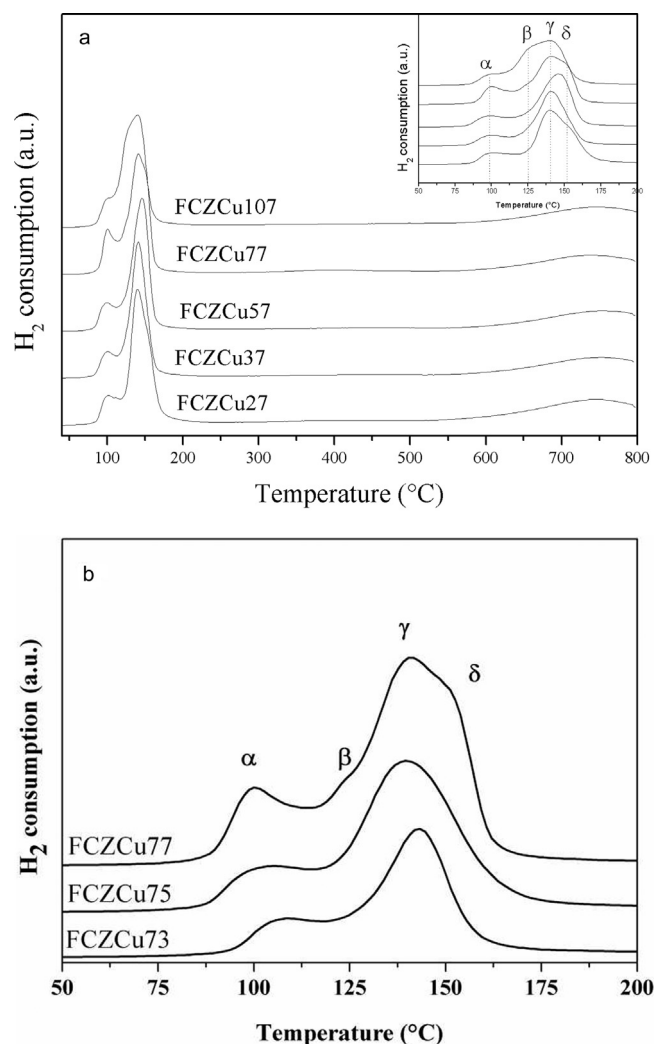 a
α
β
γ
δ
H₂ consumption (a.u.)
50 75 100 125 150 175 200
Temperature (°C)
FCZCu107
FCZCu77
FCZCu57
FCZCu37
FCZCu27
H₂ consumption (a.u.)
100 200 300 400 500 600 700 800
Temperature (°C)
b
α
β
γ
δ
FCZCu77
FCZCu75
FCZCu73
H₂ consumption (a.u.)
50 75 100 125 150 175 200
Temperature (°C)